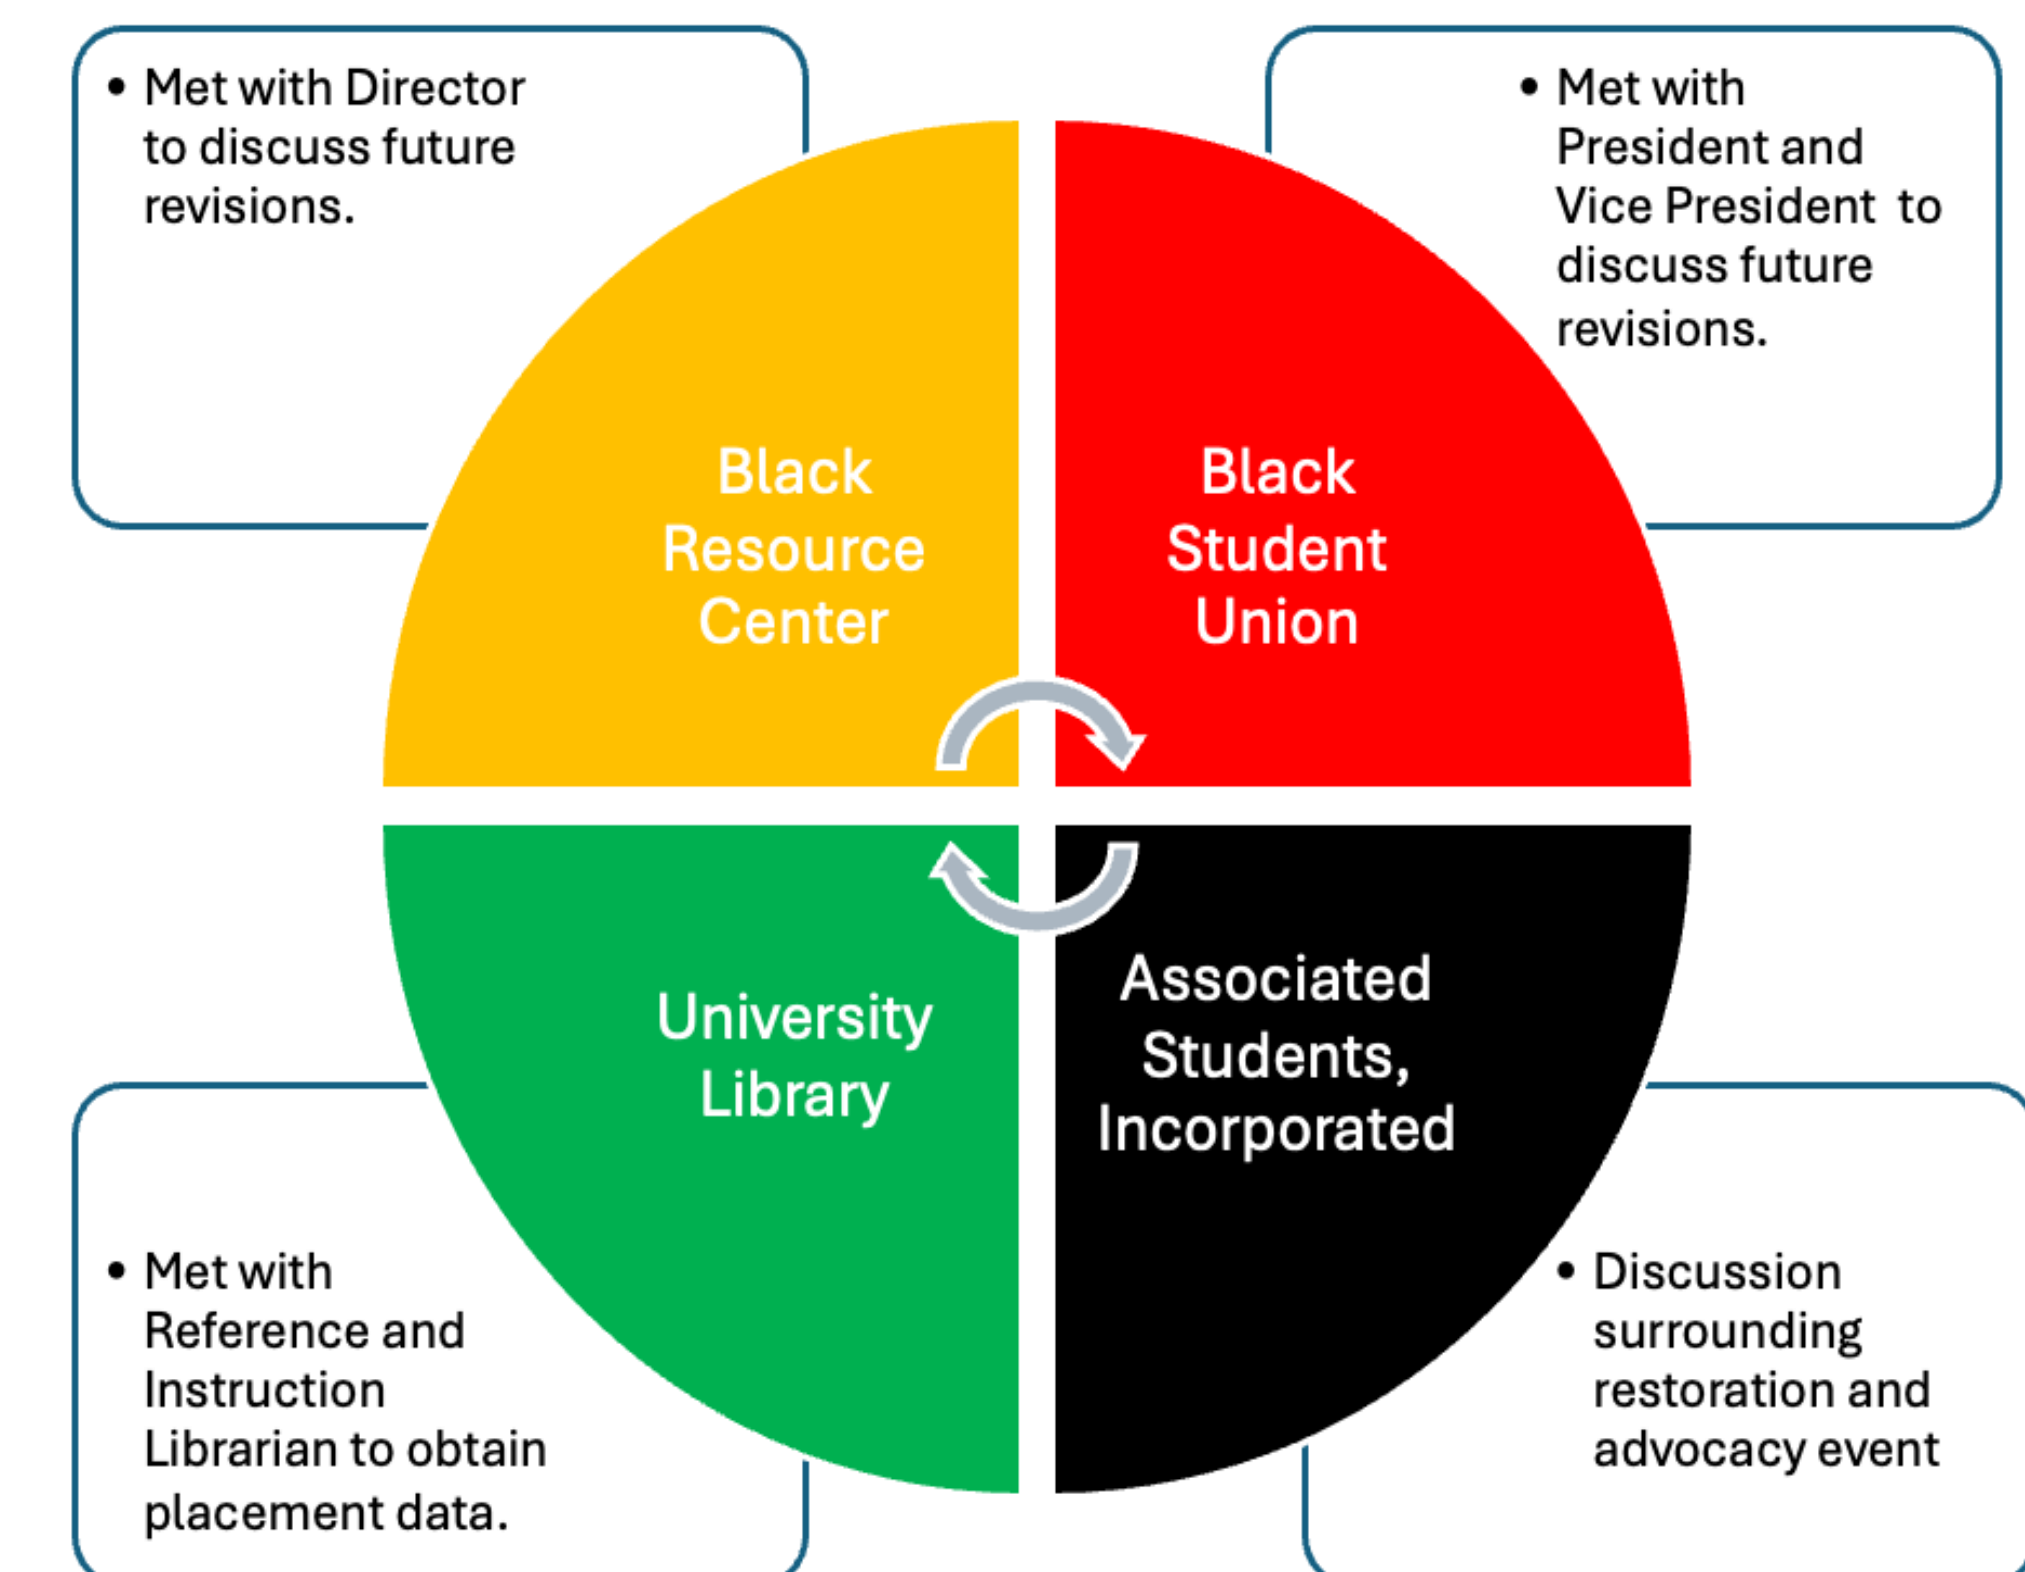 • Met with Director
to discuss future
revisions.
• Met with
President and
Vice President  to
discuss future
revisions.
Black
Resource
Center
Black
Student
Union
University
Library
Associated
Students,
Incorporated
• Met with
Reference and
Instruction
Librarian to obtain
placement data.
• Discussion
surrounding
restoration and
advocacy event